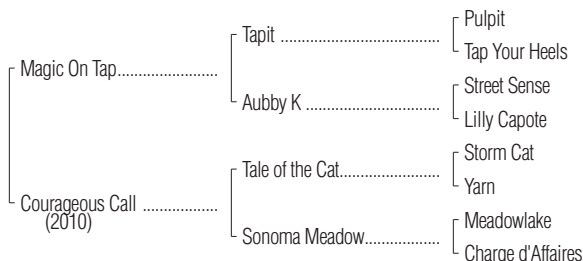 Pulpit
Tapit ........................................
Tap Your Heels
Magic On Tap.........................
Street Sense
Aubby K ..................................
Lilly Capote
Storm Cat
Tale of the Cat.........................
Yarn
Courageous Call ...................
(2010)
Meadowlake
Sonoma Meadow...................
Charge d'Affaires